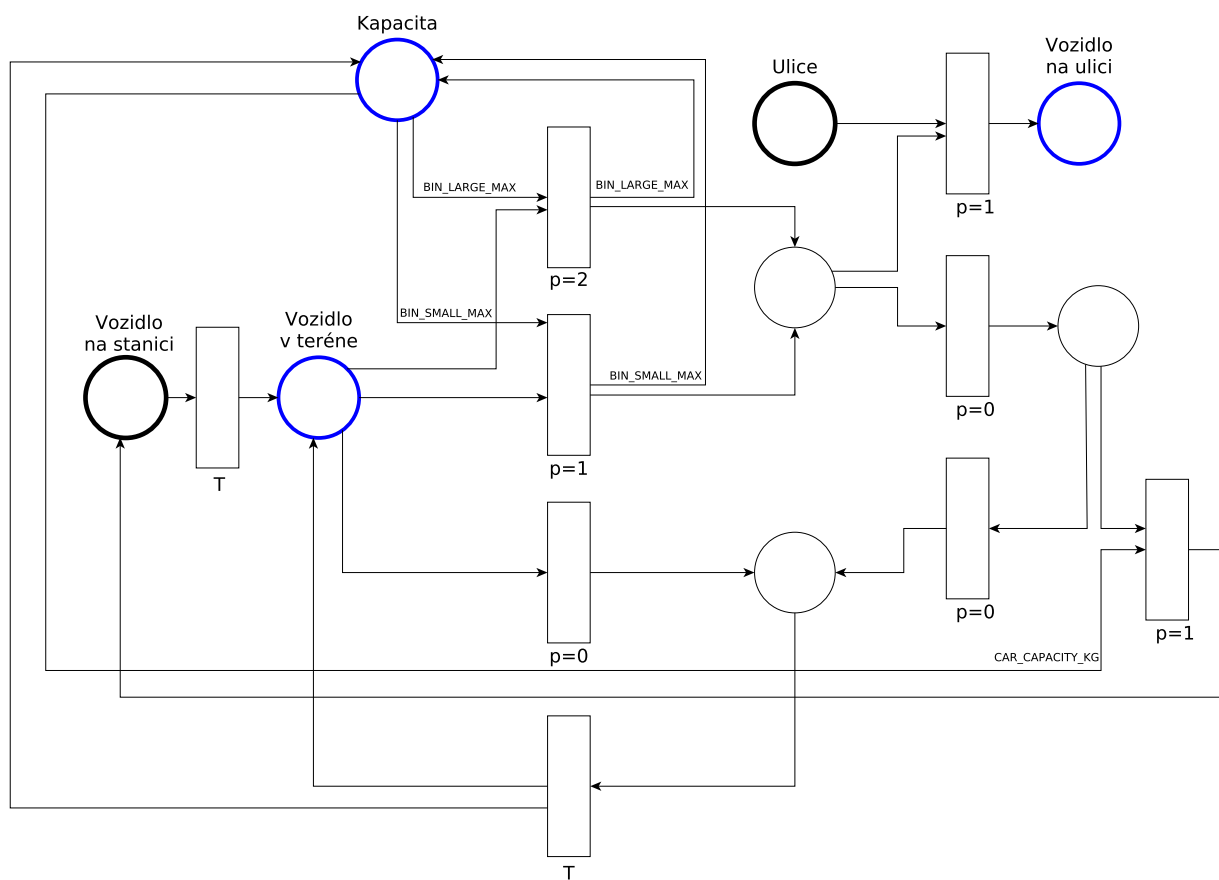 Kapacita
Vozidlo
na ulici
Ulice
BIN_LARGE_MAX
BIN_LARGE_MAX
p=1
p=2
BIN_SMALL_MAX
Vozidlo
na stanici
Vozidlo
v teréne
BIN_SMALL_MAX
p=0
p=1
T
p=0
p=1
p=0
CAR_CAPACITY_KG
T